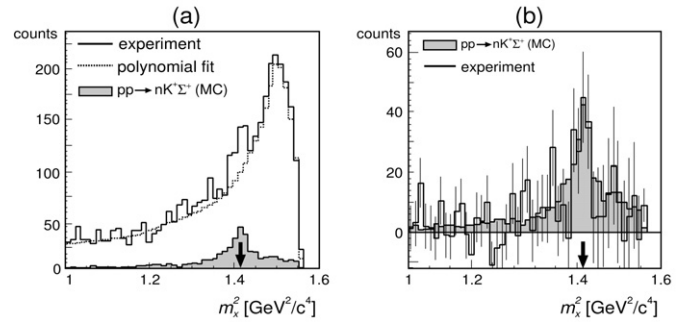 (a)
counts
experiment
polynomial fit
pp→nK⁺Σ⁺ (MC)
200
150
100
50
0
1 1.2 1.4 1.6
m²ₓ [GeV²/c⁴]
(b)
counts
pp→nK⁺Σ⁺ (MC)
experiment
60
40
20
0
1 1.2 1.4 1.6
m²ₓ [GeV²/c⁴]